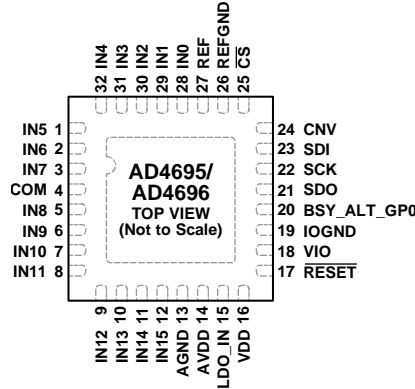 32 IN4
31 IN3
30 IN2
29 IN1
28 IN0
27 REF
26 REFGND
25 CS
IN5 1
IN6 2
IN7 3
COM 4
IN8 5
IN9 6
IN10 7
IN11 8
AD4695/
AD4696
TOP VIEW
(Not to Scale)
24 CNV
23 SDI
22 SCK
21 SDO
20 BSY_ALT_GP0
19 IOGND
18 VIO
17 RESET
IN12 9
IN13 10
IN14 11
IN15 12
AGND 13
AVDD 14
LDO_IN 15
VDD 16